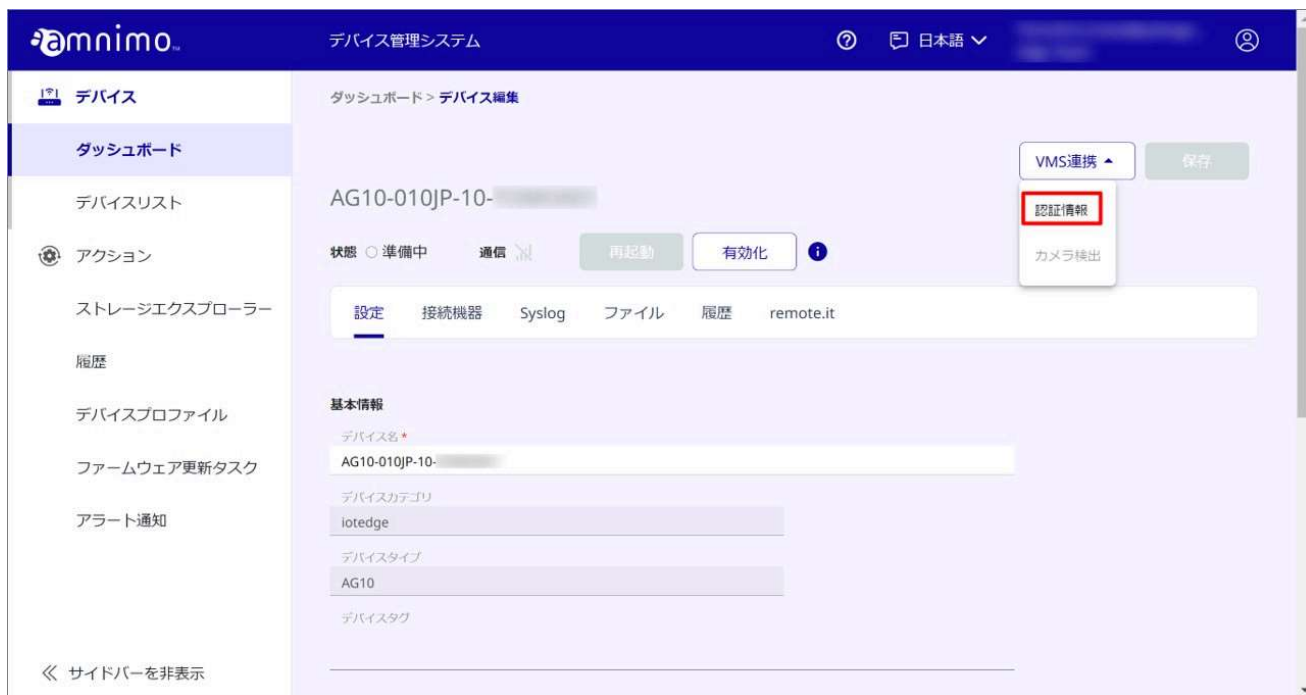 amnimo
デバイス管理システム
日本語
デバイス
ダッシュボード > デバイス編集
ダッシュボード
VMS連携
保存
デバイスリスト
AG10-010JP-10-
認証情報
アクション
状態 準備中 通信 再起動 有効化
カメラ検出
ストレージエクスプローラー
設定 接続機器 Syslog ファイル 履歴 remote.it
履歴
デバイスプロファイル
基本情報
デバイス名 *
AG10-010JP-10-
ファームウェア更新タスク
デバイスカテゴリ
iotedge
アラート通知
デバイスタイプ
AG10
デバイスタグ
サイドバーを非表示